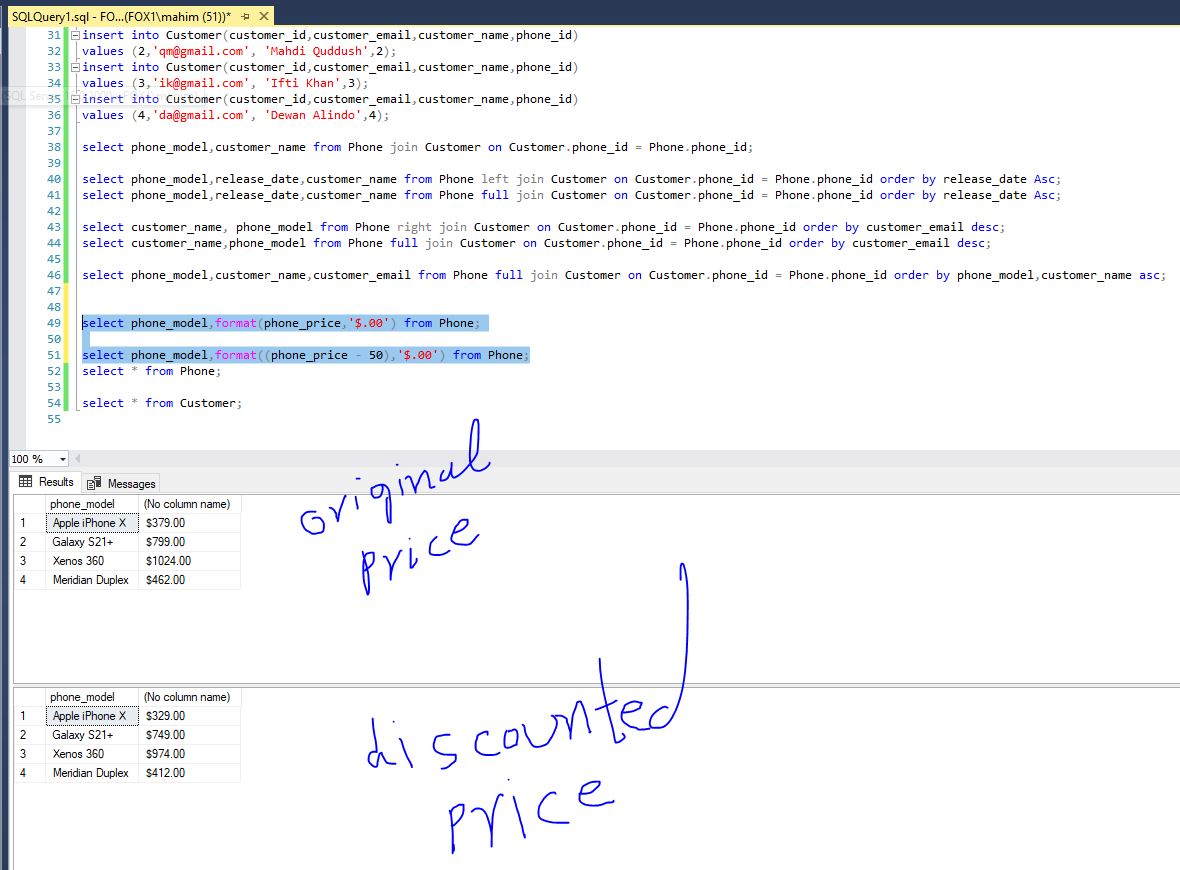 SQLQuery1.sql - FO...(FOX1\mahim (51))*
31 insert into Customer(customer_id,customer_email,customer_name,phone_id)
32 values (2,'qm@gmail.com', 'Mahdi Quddush',2);
33 insert into Customer(customer_id,customer_email,customer_name,phone_id)
34 values (3,'ik@gmail.com', 'Ifti Khan',3);
35 insert into Customer(customer_id,customer_email,customer_name,phone_id)
36 values (4,'da@gmail.com', 'Dewan Alindo',4);
37
38 select phone_model,customer_name from Phone join Customer on Customer.phone_id = Phone.phone_id;
39
40 select phone_model,release_date,customer_name from Phone left join Customer on Customer.phone_id = Phone.phone_id order by release_date Asc;
41 select phone_model,release_date,customer_name from Phone full join Customer on Customer.phone_id = Phone.phone_id order by release_date Asc;
42
43 select customer_name, phone_model from Phone right join Customer on Customer.phone_id = Phone.phone_id order by customer_email desc;
44 select customer_name,phone_model from Phone full join Customer on Customer.phone_id = Phone.phone_id order by customer_email desc;
45
46 select phone_model,customer_name,customer_email from Phone full join Customer on Customer.phone_id = Phone.phone_id order by phone_model,customer_name asc;
47
48
49 select phone_model,format(phone_price,'$.00') from Phone;
50
51 select phone_model,format((phone_price - 50),'$.00') from Phone;
52 select * from Phone;
53
54 select * from Customer;
55
100 %
Results Messages
phone_model (No column name)
1 Apple iPhone X $379.00
2 Galaxy S21+ $799.00
3 Xenos 360 $1024.00
4 Meridian Duplex $462.00
original
price
phone_model (No column name)
1 Apple iPhone X $329.00
2 Galaxy S21+ $749.00
3 Xenos 360 $974.00
4 Meridian Duplex $412.00
discounted
price